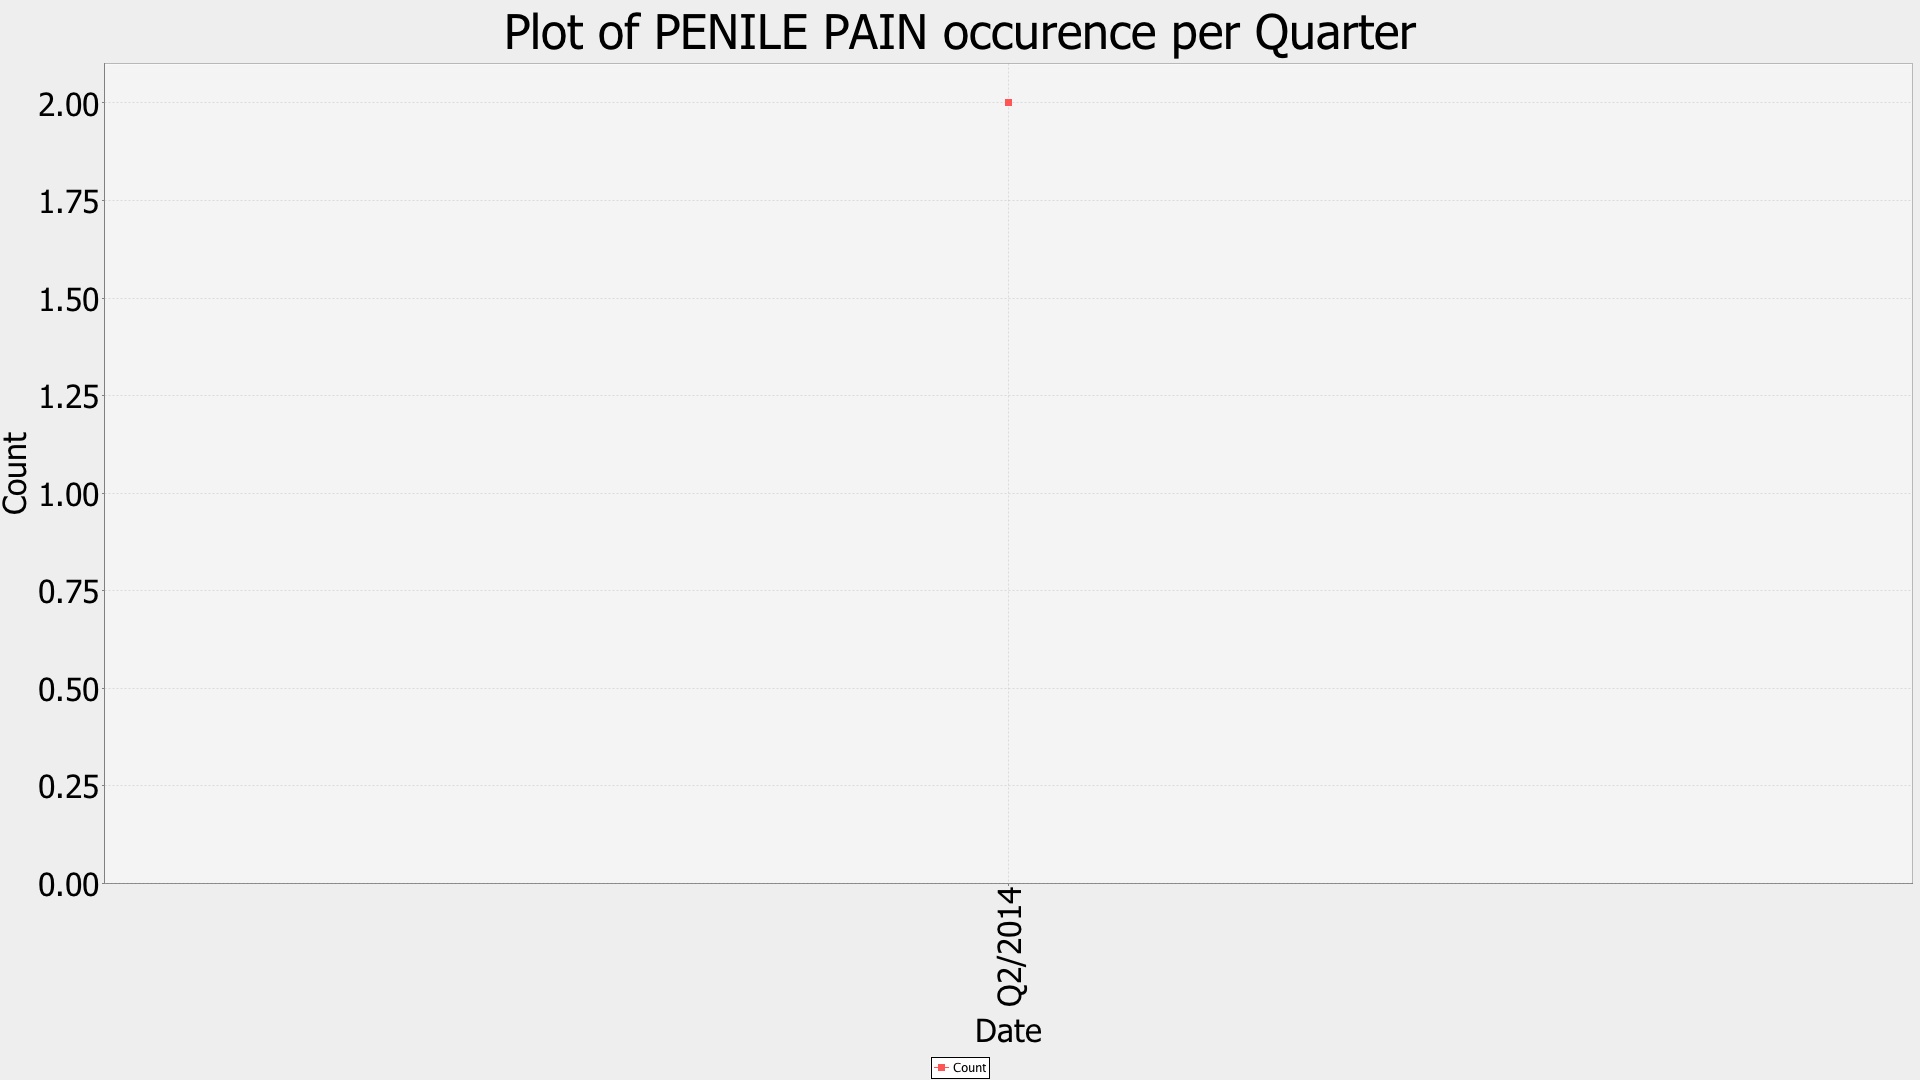 Plot of PENILE PAIN occurence per Quarter
2.00
1.75
1.50
1.25
1.00
0.75
0.50
0.25
0.00
Count
Q2/2014
Date
Count